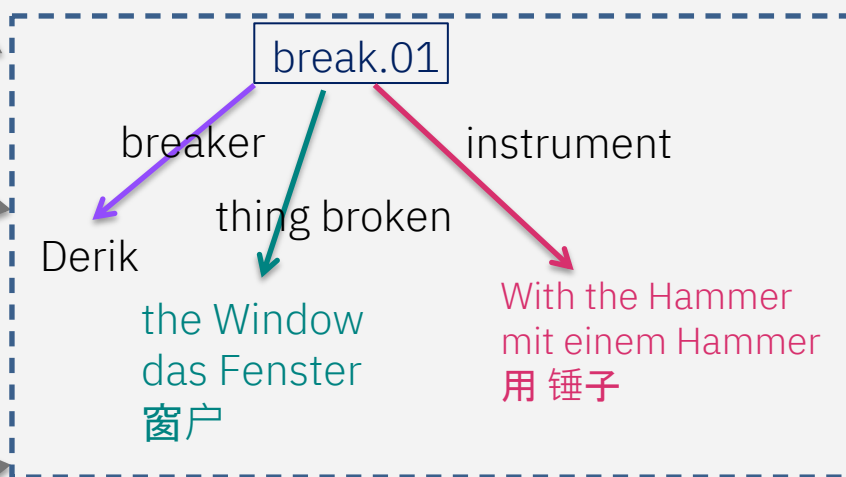 break.01
breaker
instrument
thing broken
Derik
the Window
das Fenster
窗户
With the Hammer
mit einem Hammer
用 锤子